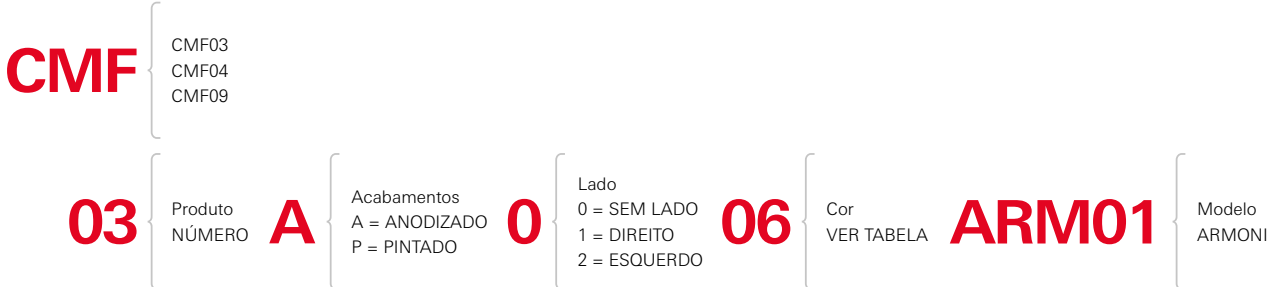 CMF
CMF03
CMF04
CMF09
03
Produto
NÚMERO
A
Acabamentos
A = ANODIZADO
P = PINTADO
0
Lado
0 = SEM LADO
1 = DIREITO
2 = ESQUERDO
06
Cor
VER TABELA
ARM01
Modelo
ARMONI